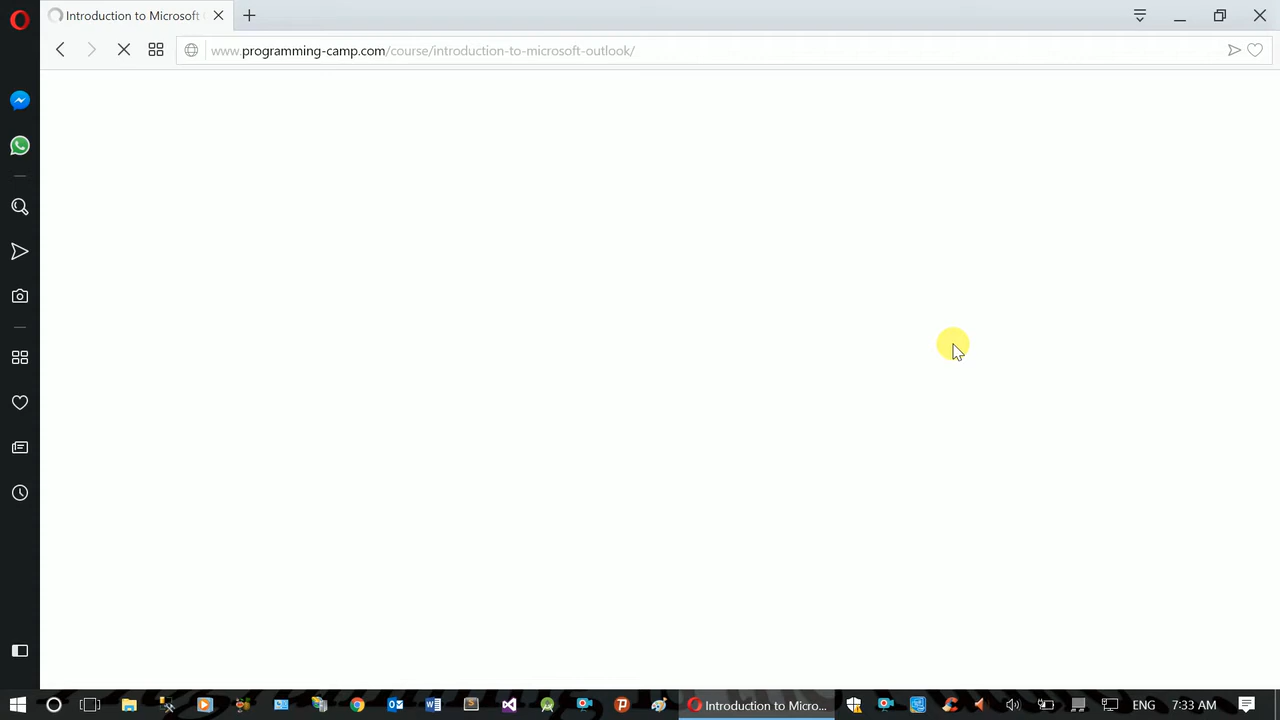 Introduction to Microsoft
www.programming-camp.com/course/introduction-to-microsoft-outlook/
Introduction to Micro...
ENG
7:33 AM